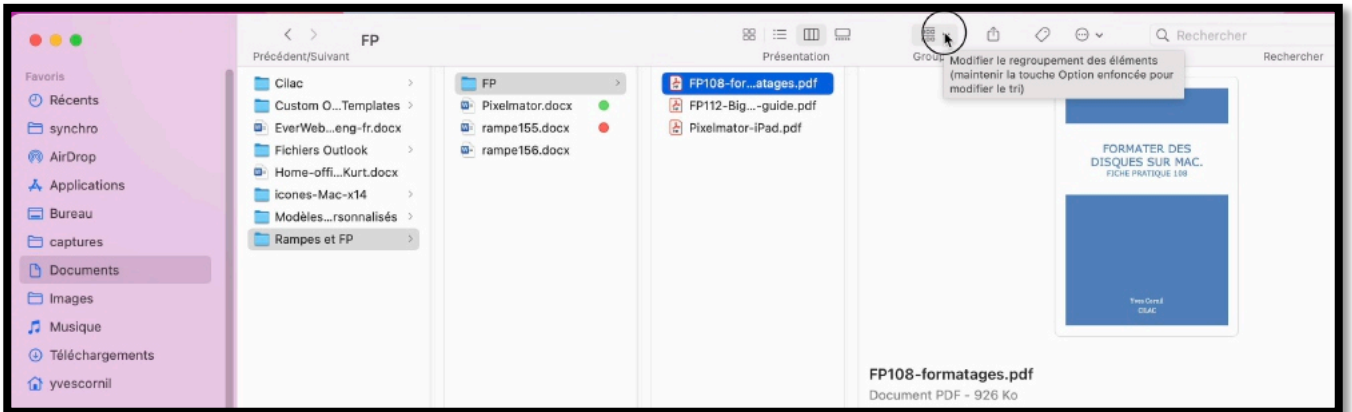 FP
Précédent/Suivant
Présentation
Group
Rechercher
Rechercher
Modifier le regroupement des éléments
(maintenir la touche Option enfoncée pour
modifier le tri)
Favoris
Récents
synchro
AirDrop
Applications
Bureau
captures
Documents
Images
Musique
Téléchargements
yvescornil
Cilac
Custom O...Templates
EverWeb...eng-fr.docx
Fichiers Outlook
Home-offi...Kurt.docx
icones-Mac-x14
Modèles...rsonnalisés
Rampes et FP
FP
Pixelmator.docx
rampe155.docx
rampe156.docx
FP108-for...atages.pdf
FP112-Big...-guide.pdf
Pixelmator-iPad.pdf
FORMATER DES
DISQUES SUR MAC.
FICHE PRATIQUE 108
Yves Cornil
CILAC
FP108-formatages.pdf
Document PDF - 926 Ko